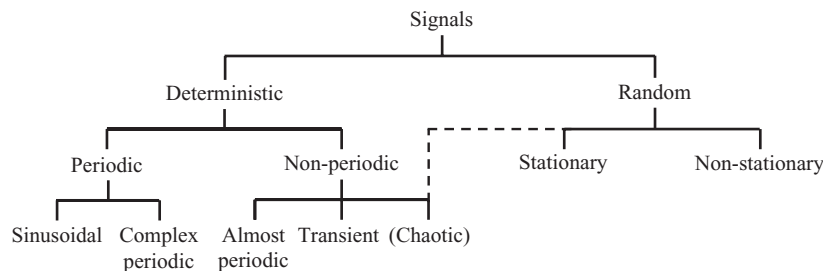 Signals
Deterministic
Random
Periodic
Non-periodic
Stationary
Non-stationary
Sinusoidal
Complex
periodic
Almost
periodic
Transient
(Chaotic)